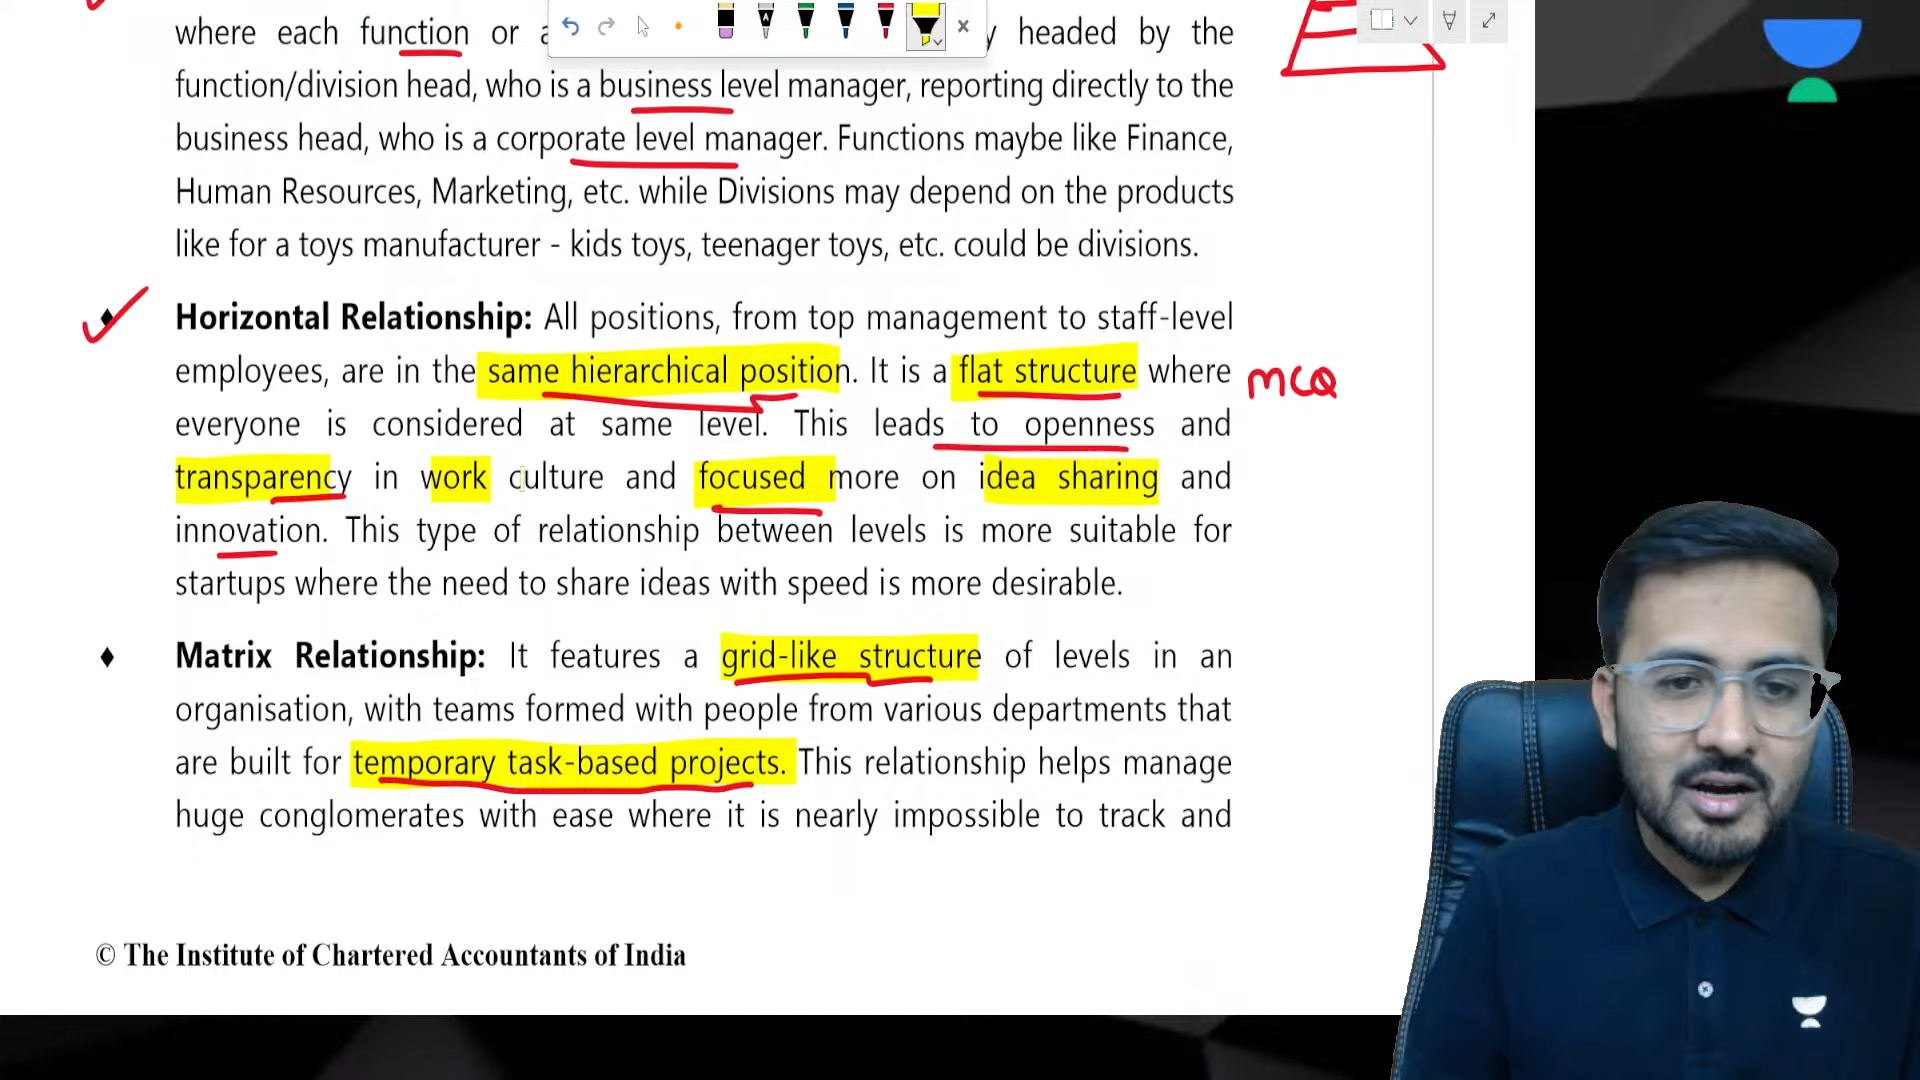 where each function or a y headed by the
function/division head, who is a business level manager, reporting directly to the
business head, who is a corporate level manager. Functions maybe like Finance,
Human Resources, Marketing, etc. while Divisions may depend on the products
like for a toys manufacturer - kids toys, teenager toys, etc. could be divisions.
♦ Horizontal Relationship: All positions, from top management to staff-level
employees, are in the same hierarchical position. It is a flat structure where mcQ
everyone is considered at same level. This leads to openness and
transparency in work culture and focused more on idea sharing and
innovation. This type of relationship between levels is more suitable for
startups where the need to share ideas with speed is more desirable.
♦ Matrix Relationship: It features a grid-like structure of levels in an
organisation, with teams formed with people from various departments that
are built for temporary task-based projects. This relationship helps manage
huge conglomerates with ease where it is nearly impossible to track and
© The Institute of Chartered Accountants of India